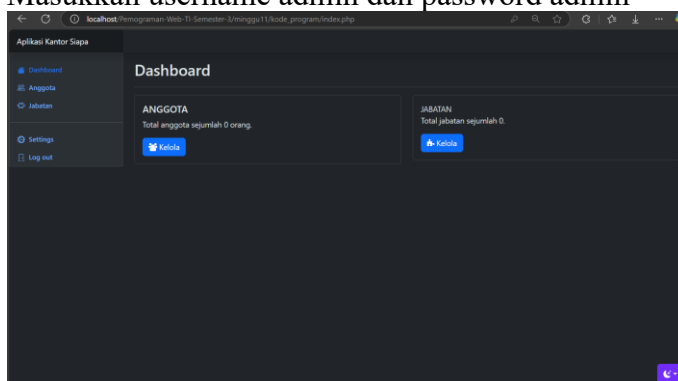 Masukkan username admin dan password admin
localhost/Pemograman-Web-TI-Semester-3/minggu11/kode_program/index.php
Aplikasi Kantor Siapa
Dashboard
Anggota
Jabatan
Settings
Log out
Dashboard
ANGGOTA
Total anggota sejumlah 0 orang.
Kelola
JABATAN
Total jabatan sejumlah 0.
Kelola